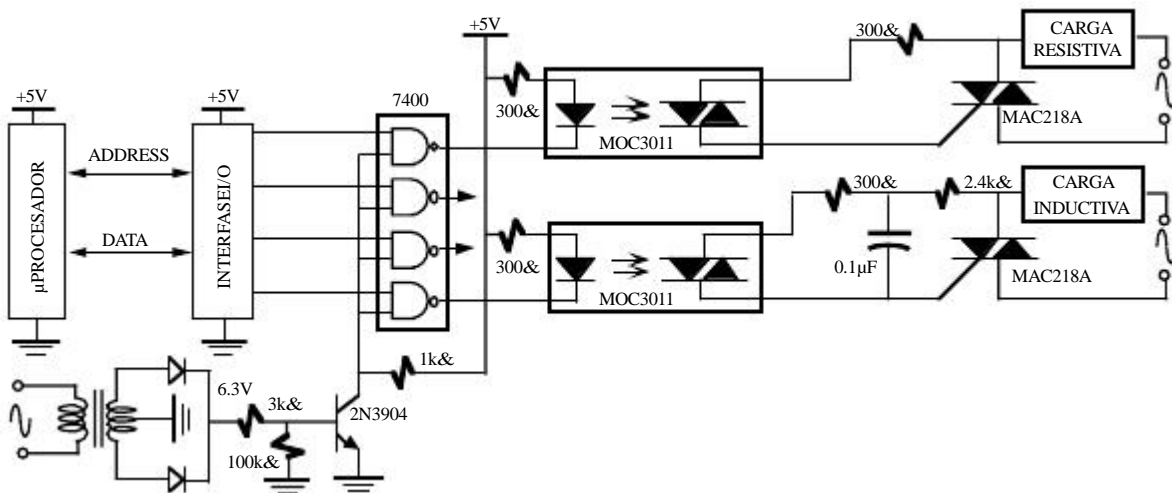 +5V
300&
CARGA
RESISTIVA
+5V
+5V
7400
300&
MAC218A
ADDRESS
MOC3011
µPROCESADOR
INTERFASEI/O
300&
2.4k&
CARGA
INDUCTIVA
DATA
300&
0.1µF
MAC218A
MOC3011
1k&
6.3V
3k&
2N3904
100k&